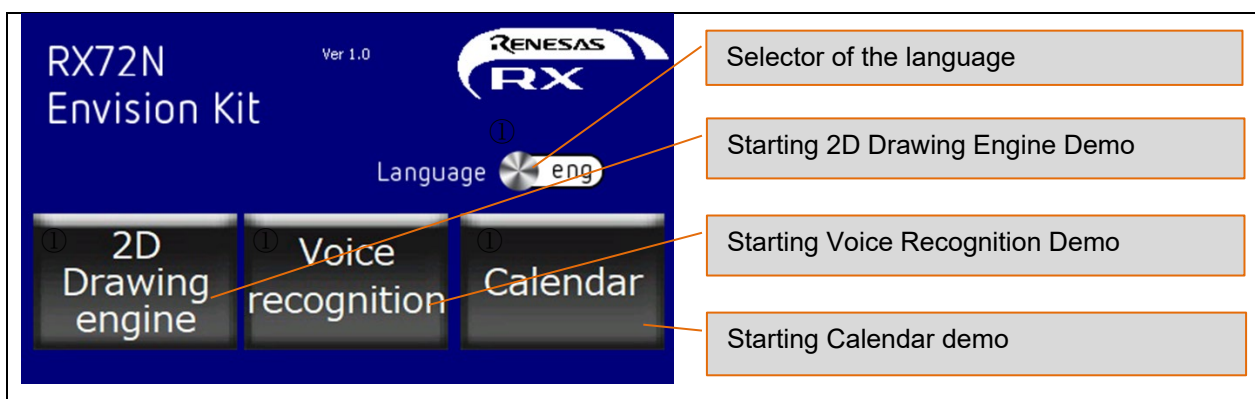 RX72N
Envision Kit
Ver 1.0
RENESAS
RX
①
Language eng
① 2D
Drawing
engine
① Voice
recognition
①
Calendar
Selector of the language
Starting 2D Drawing Engine Demo
Starting Voice Recognition Demo
Starting Calendar demo